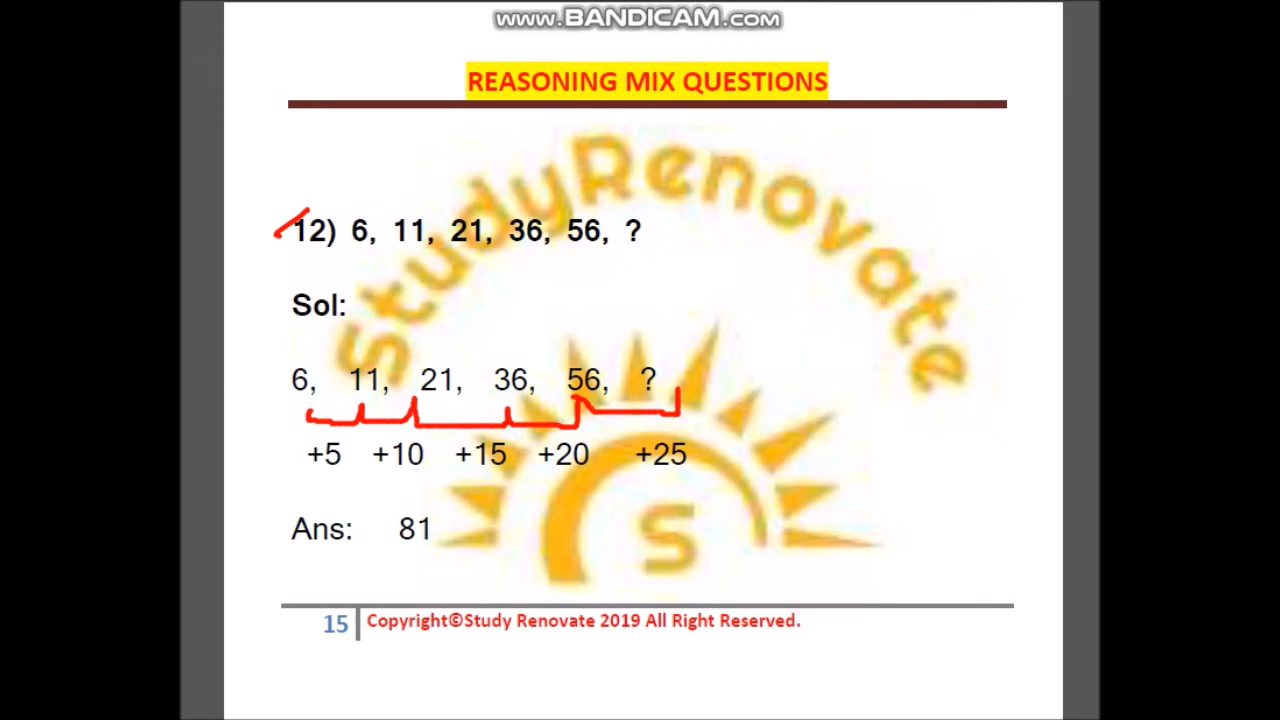 www.BANDICAM.com
REASONING MIX QUESTIONS
StudyRenovate
12) 6, 11, 21, 36, 56, ?
Sol:
6, 11, 21, 36, 56, ?
+5 +10 +15 +20 +25
S
Ans: 81
15 Copyright©Study Renovate 2019 All Right Reserved.